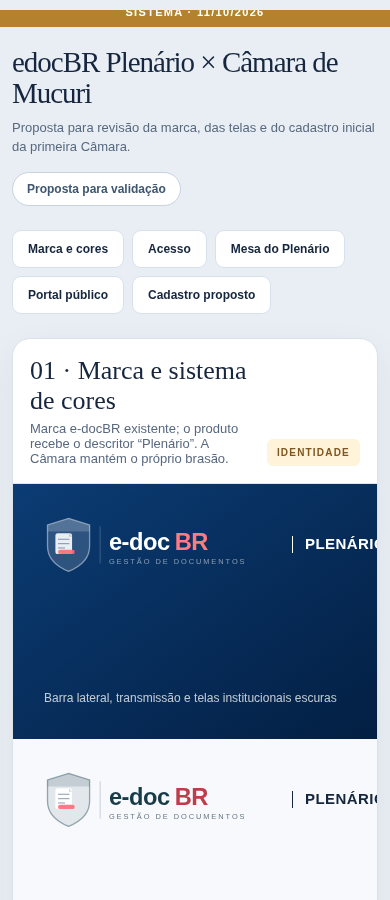 SISTEMA · 11/10/2026
edocBR Plenário × Câmara de
Mucuri
Proposta para revisão da marca, das telas e do cadastro inicial
da primeira Câmara.
Proposta para validação
Marca e cores
Acesso
Mesa do Plenário
Portal público
Cadastro proposto
01 · Marca e sistema
de cores
Marca e-docBR existente; o produto
recebe o descritor “Plenário”. A
Câmara mantém o próprio brasão.
IDENTIDADE
e-doc BR
GESTÃO DE DOCUMENTOS
PLENÁRIO
Barra lateral, transmissão e telas institucionais escuras
e-doc BR
GESTÃO DE DOCUMENTOS
PLENÁRIO